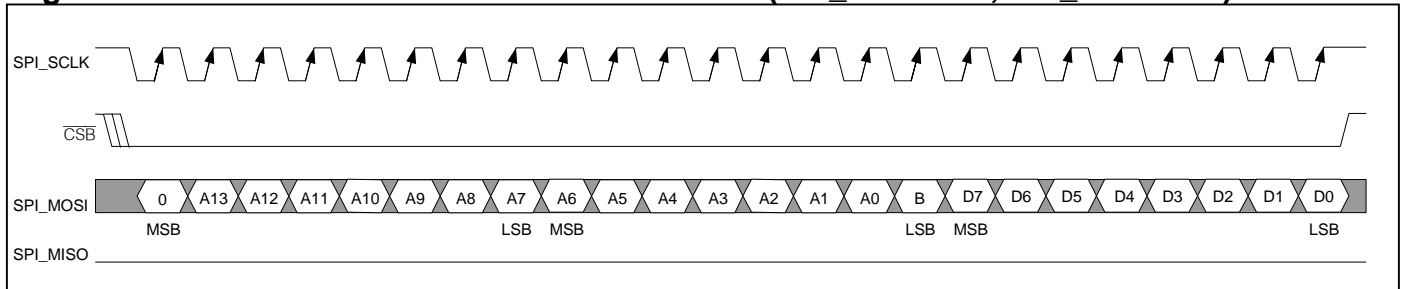 SPI_SCLK
CSB
SPI_MOSI 0 A13 A12 A11 A10 A9 A8 A7 A6 A5 A4 A3 A2 A1 A0 B D7 D6 D5 D4 D3 D2 D1 D0
MSB LSB MSB LSB MSB LSB
SPI_MISO